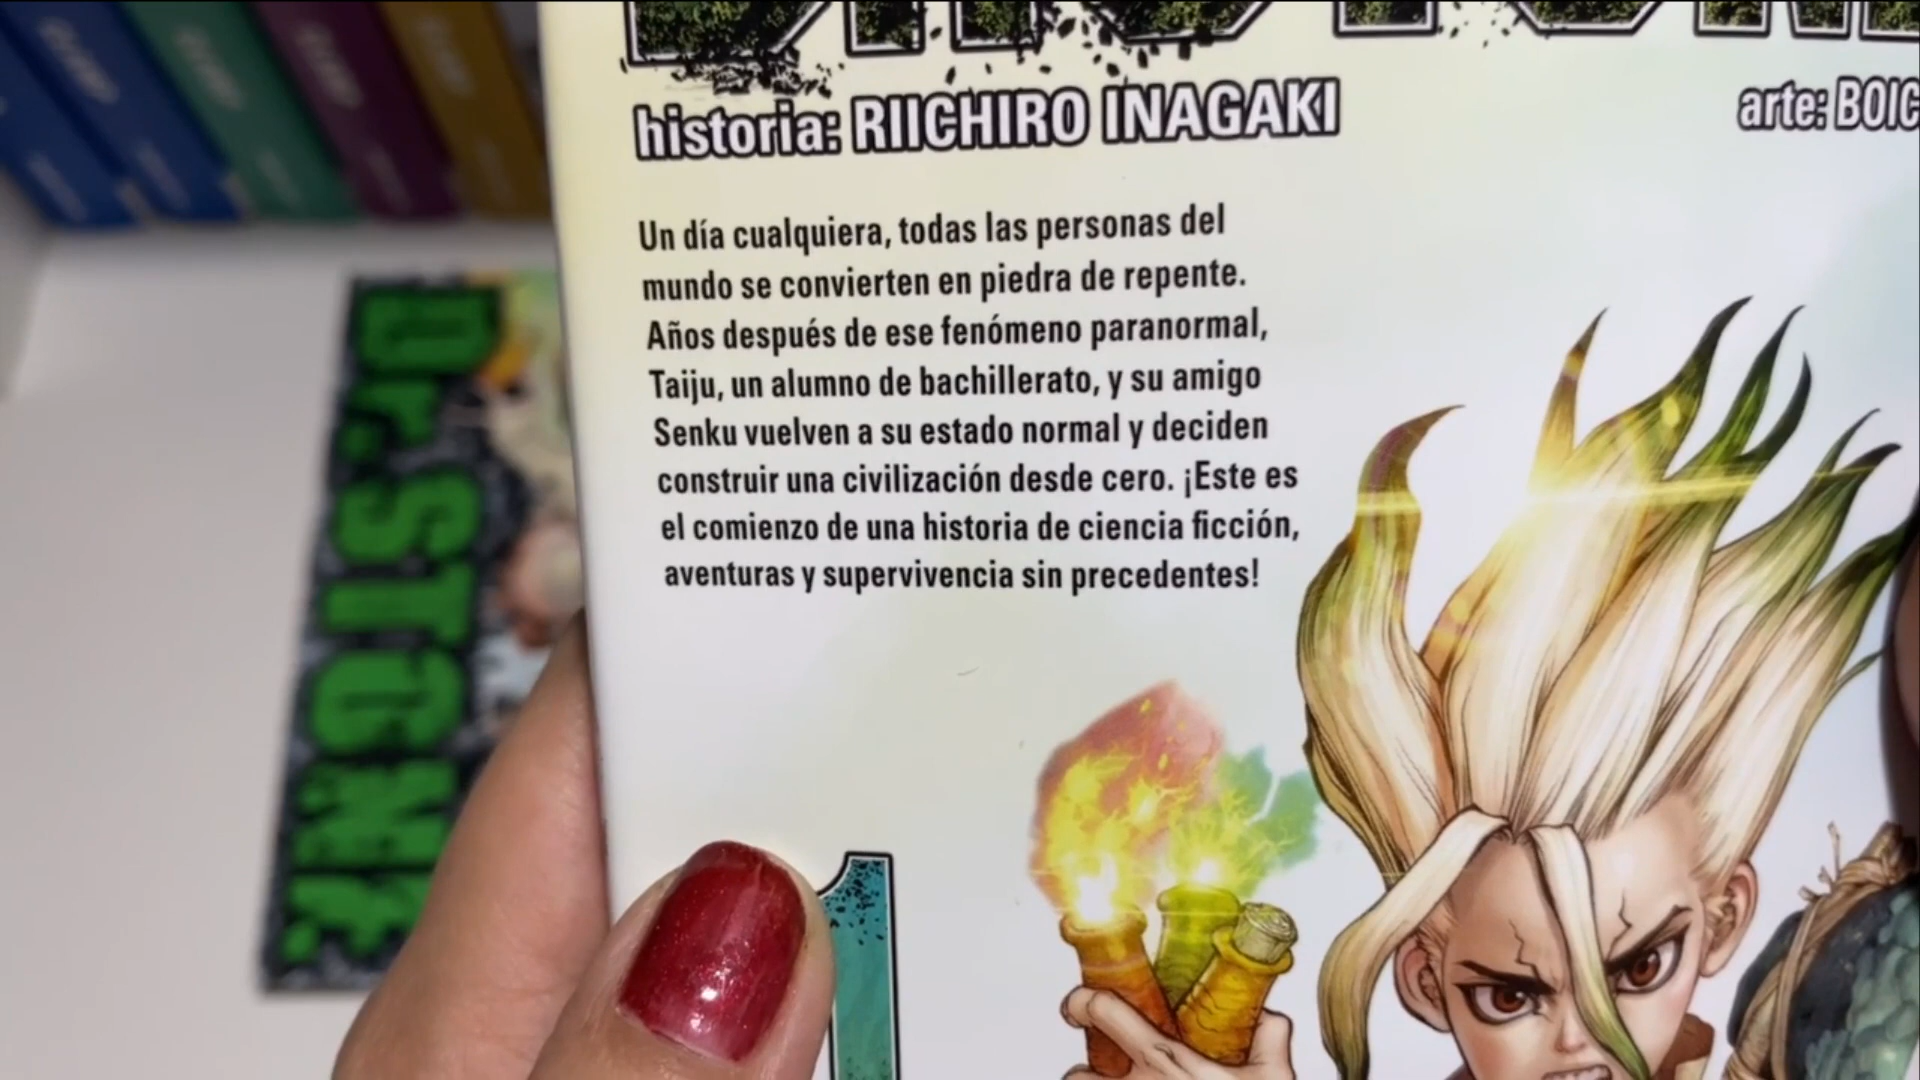 historia: RIICHIRO INAGAKI
arte: BOIC
Un día cualquiera, todas las personas del
mundo se convierten en piedra de repente.
Años después de ese fenómeno paranormal,
Taiju, un alumno de bachillerato, y su amigo
Senku vuelven a su estado normal y deciden
construir una civilización desde cero. ¡Este es
el comienzo de una historia de ciencia ficción,
aventuras y supervivencia sin precedentes!
1
Dr.STONE